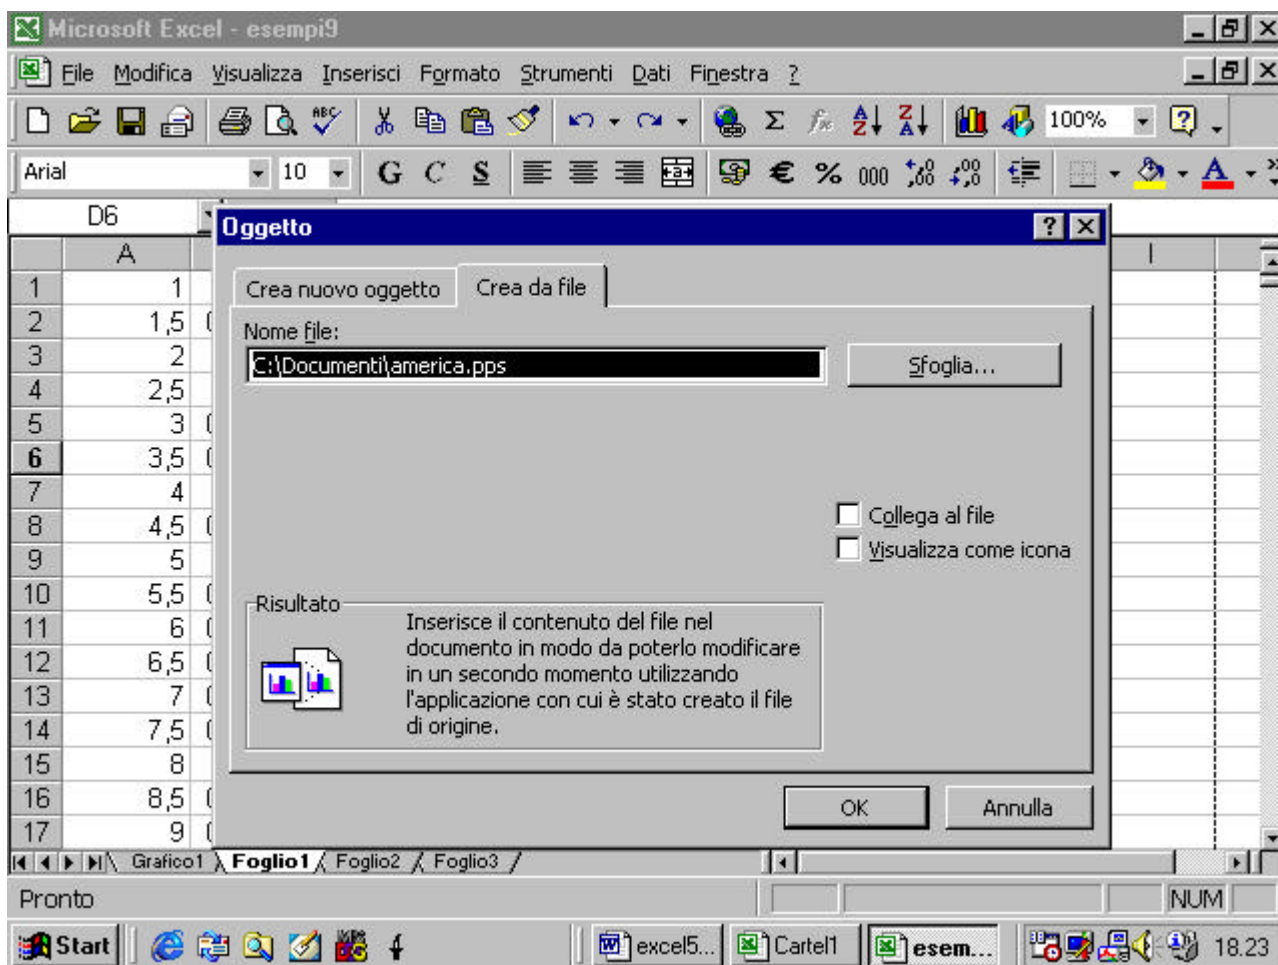 Microsoft Excel - esempi9
File Modifica Visualizza Inserisci Formato Strumenti Dati Finestra ?
ABC Σ fx A Z Z A 100% ?
Arial 10 G C S a € % 000 ,0 ,00 ,00 ,0 A »
D6
Oggetto ?
A I
Crea nuovo oggetto Crea da file
Nome file:
C:\Documenti\america.pps Sfoglia...
1 1
2 1,5
3 2
4 2,5
5 3
6 3,5
7 4
8 4,5
9 5
10 5,5
11 6
12 6,5
13 7
14 7,5
15 8
16 8,5
17 9
Collega al file
Visualizza come icona
Risultato
Inserisce il contenuto del file nel
documento in modo da poterlo modificare
in un secondo momento utilizzando
l'applicazione con cui è stato creato il file
di origine.
OK Annulla
Grafico1 Foglio1 Foglio2 Foglio3
Pronto NUM
Start excel5... Cartel1 esem... 18.23